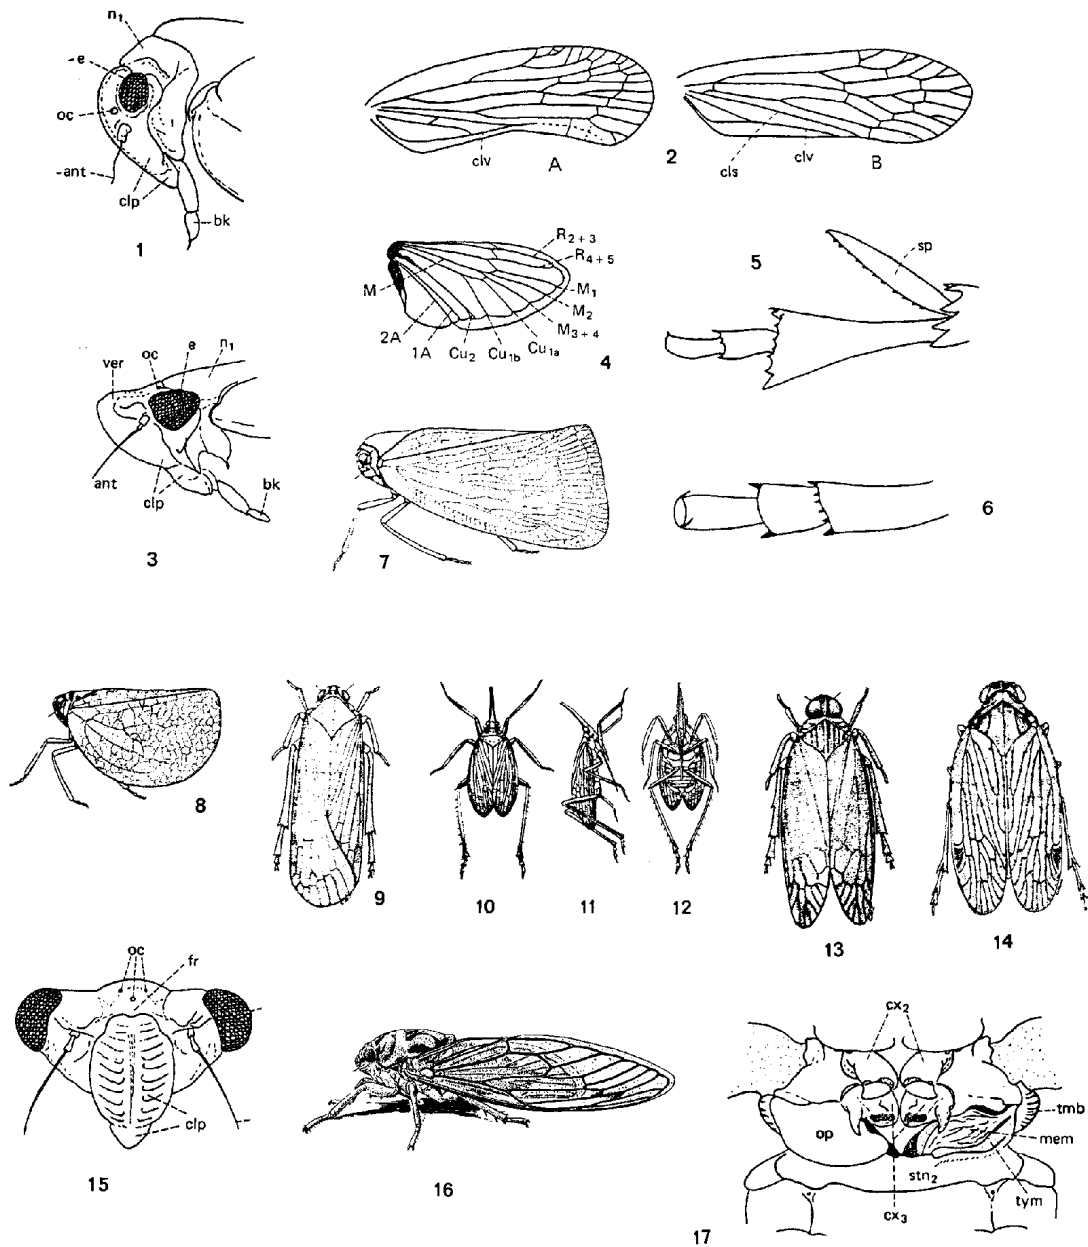 n₁
e
oc
ant
clp
bk
1
clv
A
2
cls
clv
B
R₂₊₃
R₄₊₅
M
M₁
M₂
M₃₊₄
2A
1A
Cu₂
Cu₁b
Cu₁a
4
5
sp
ver
oc
e
n₁
ant
clp
bk
3
7
6
8
9
10
11
12
13
14
oc
fr
clp
15
16
cx₂
tmb
op
mem
stn₂
tym
cx₃
17